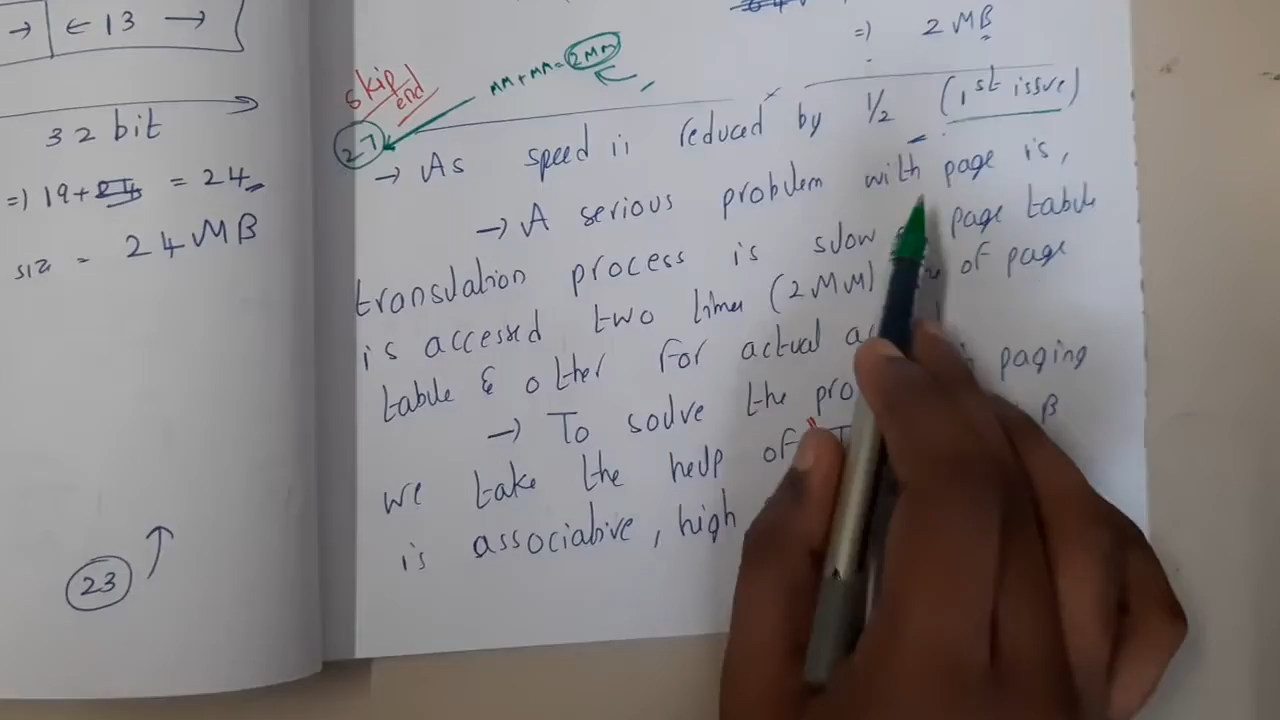 → ← 13 →
32 bit
=) 19+ = 24
size = 24 MB
23
=) 2 MB
skip end
27
MM + MM = 2MM
→ As speed is reduced by 1/2 (1st issue)
→ A serious problem with page is,
translation process is slow page table
is accessed two times (2MM) of page
table & other for actual
→ To solve the paging
we take the help of B
is associative, high